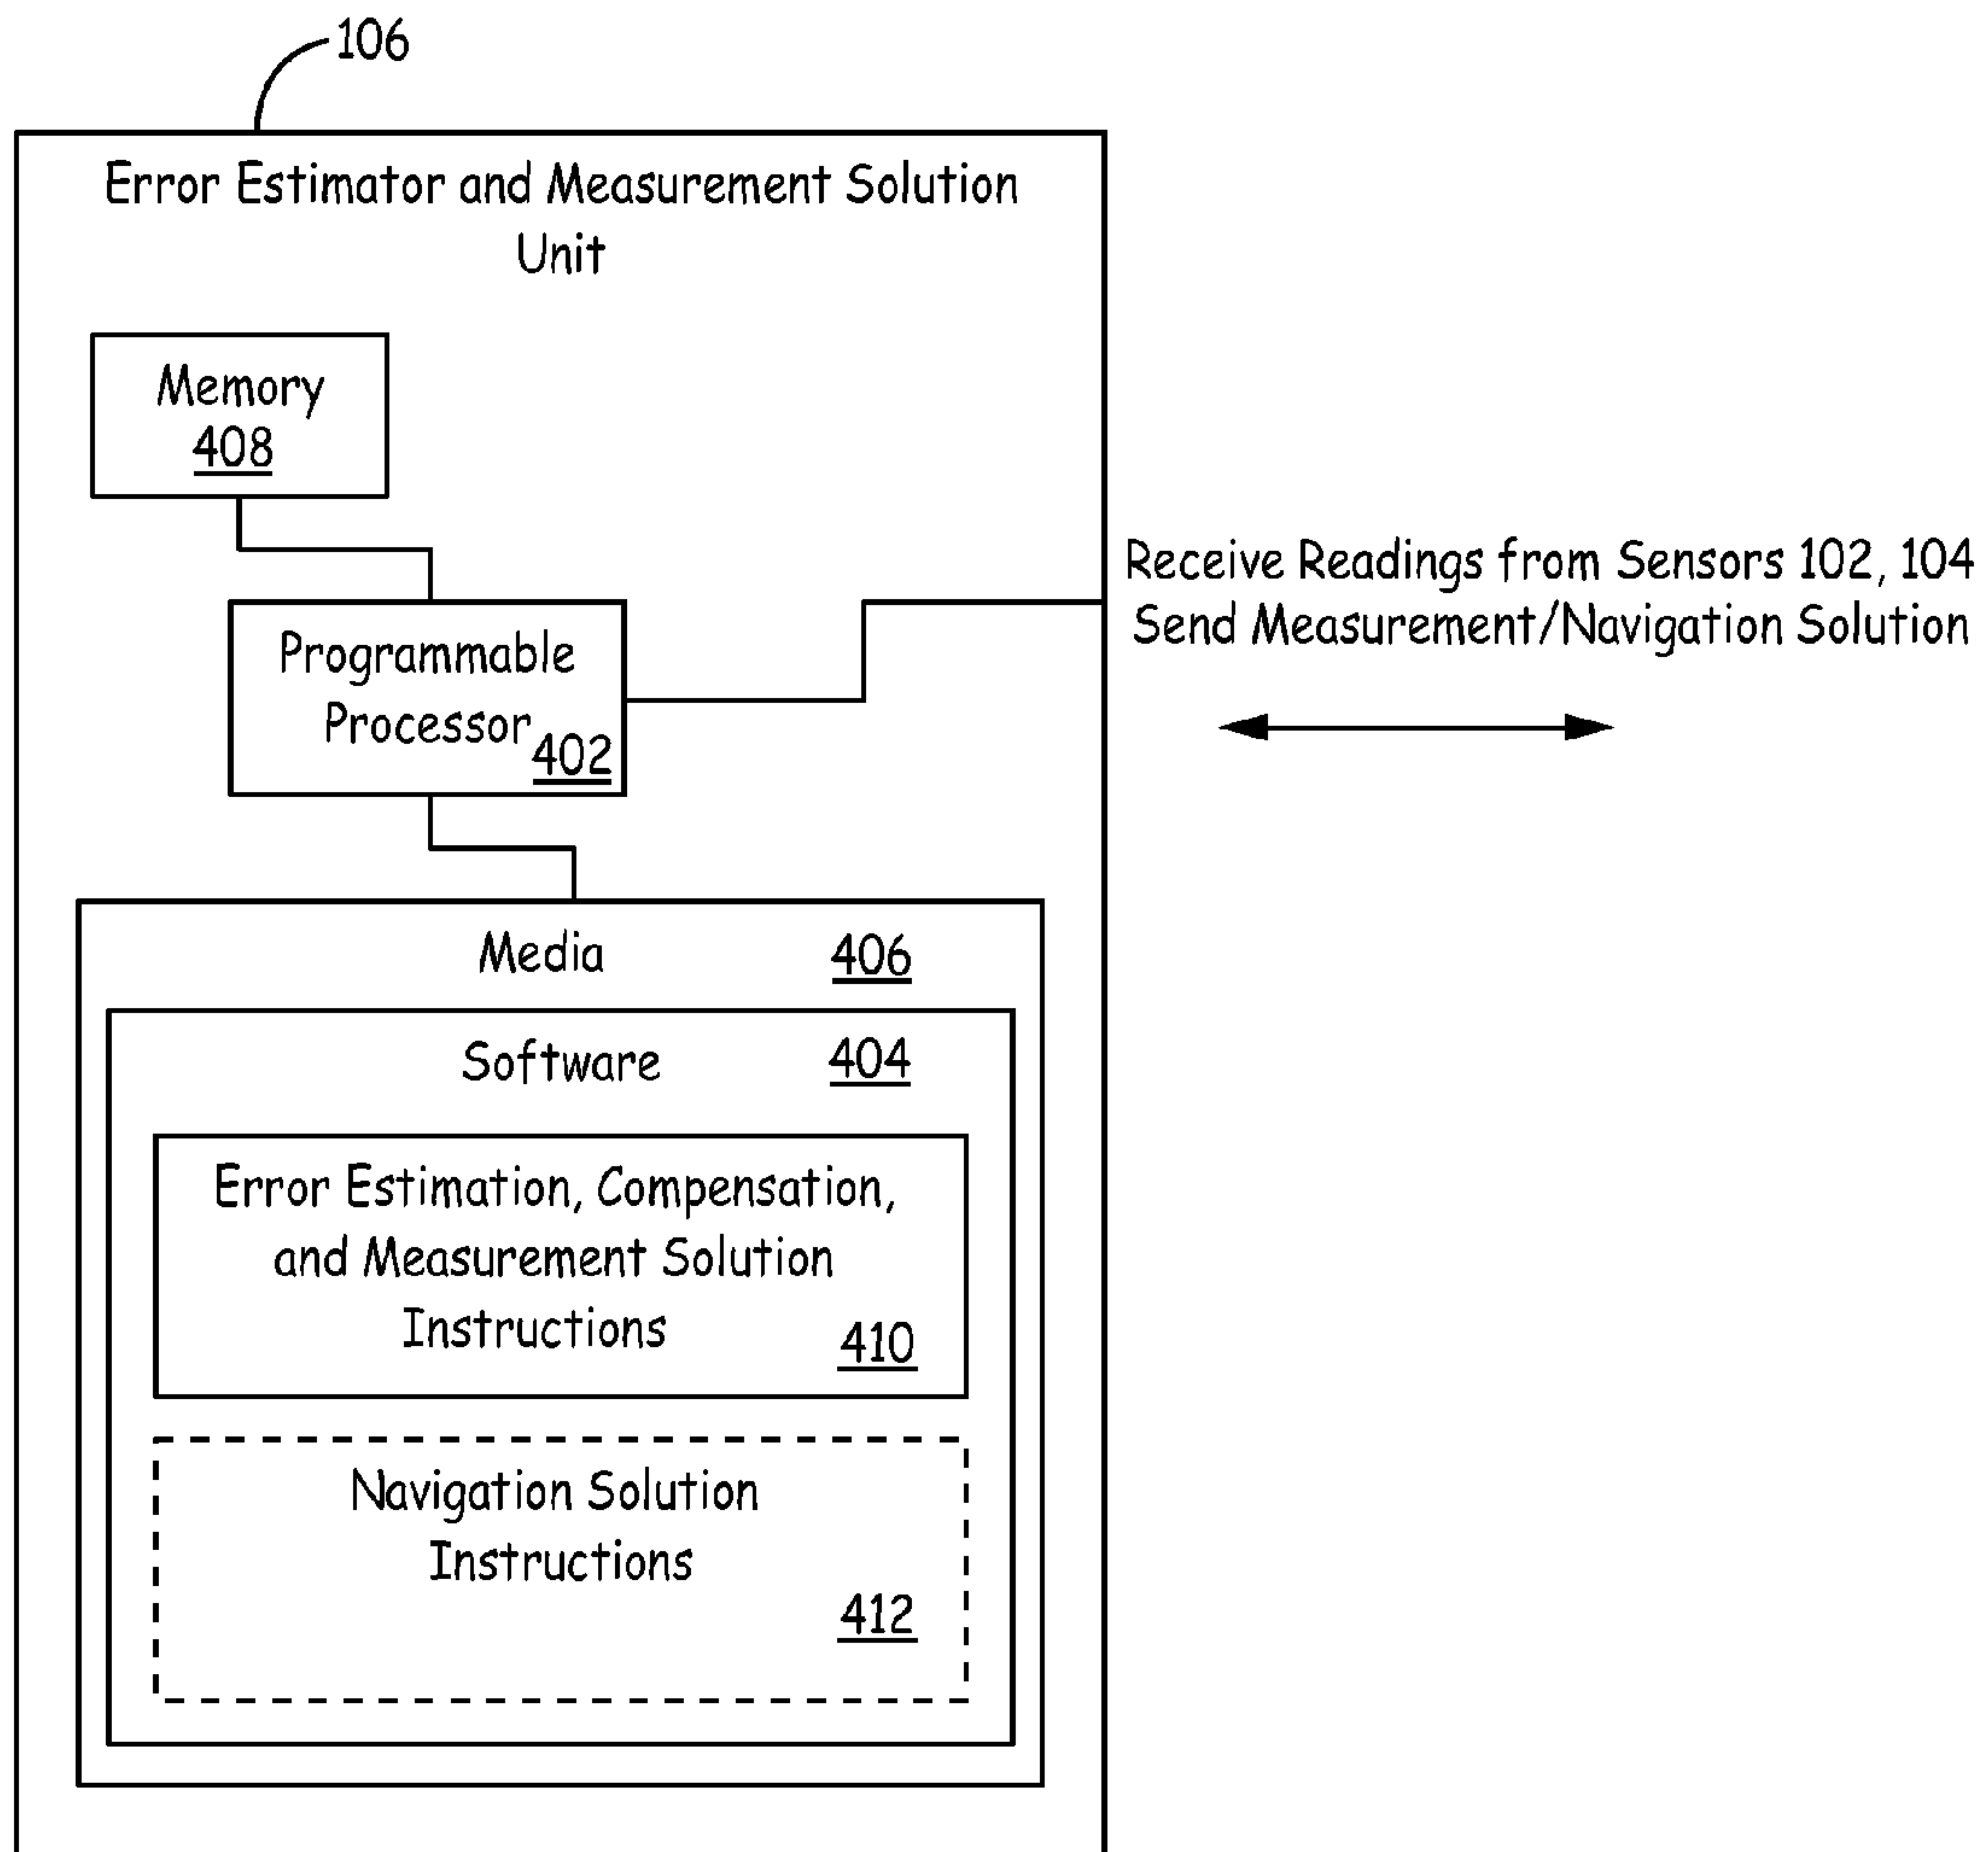 106
Error Estimator and Measurement Solution
Unit
Memory
408
Receive Readings from Sensors 102, 104
Send Measurement/Navigation Solution
Programmable
Processor 402
Media 406
Software 404
Error Estimation, Compensation,
and Measurement Solution
Instructions 410
Navigation Solution
Instructions
412